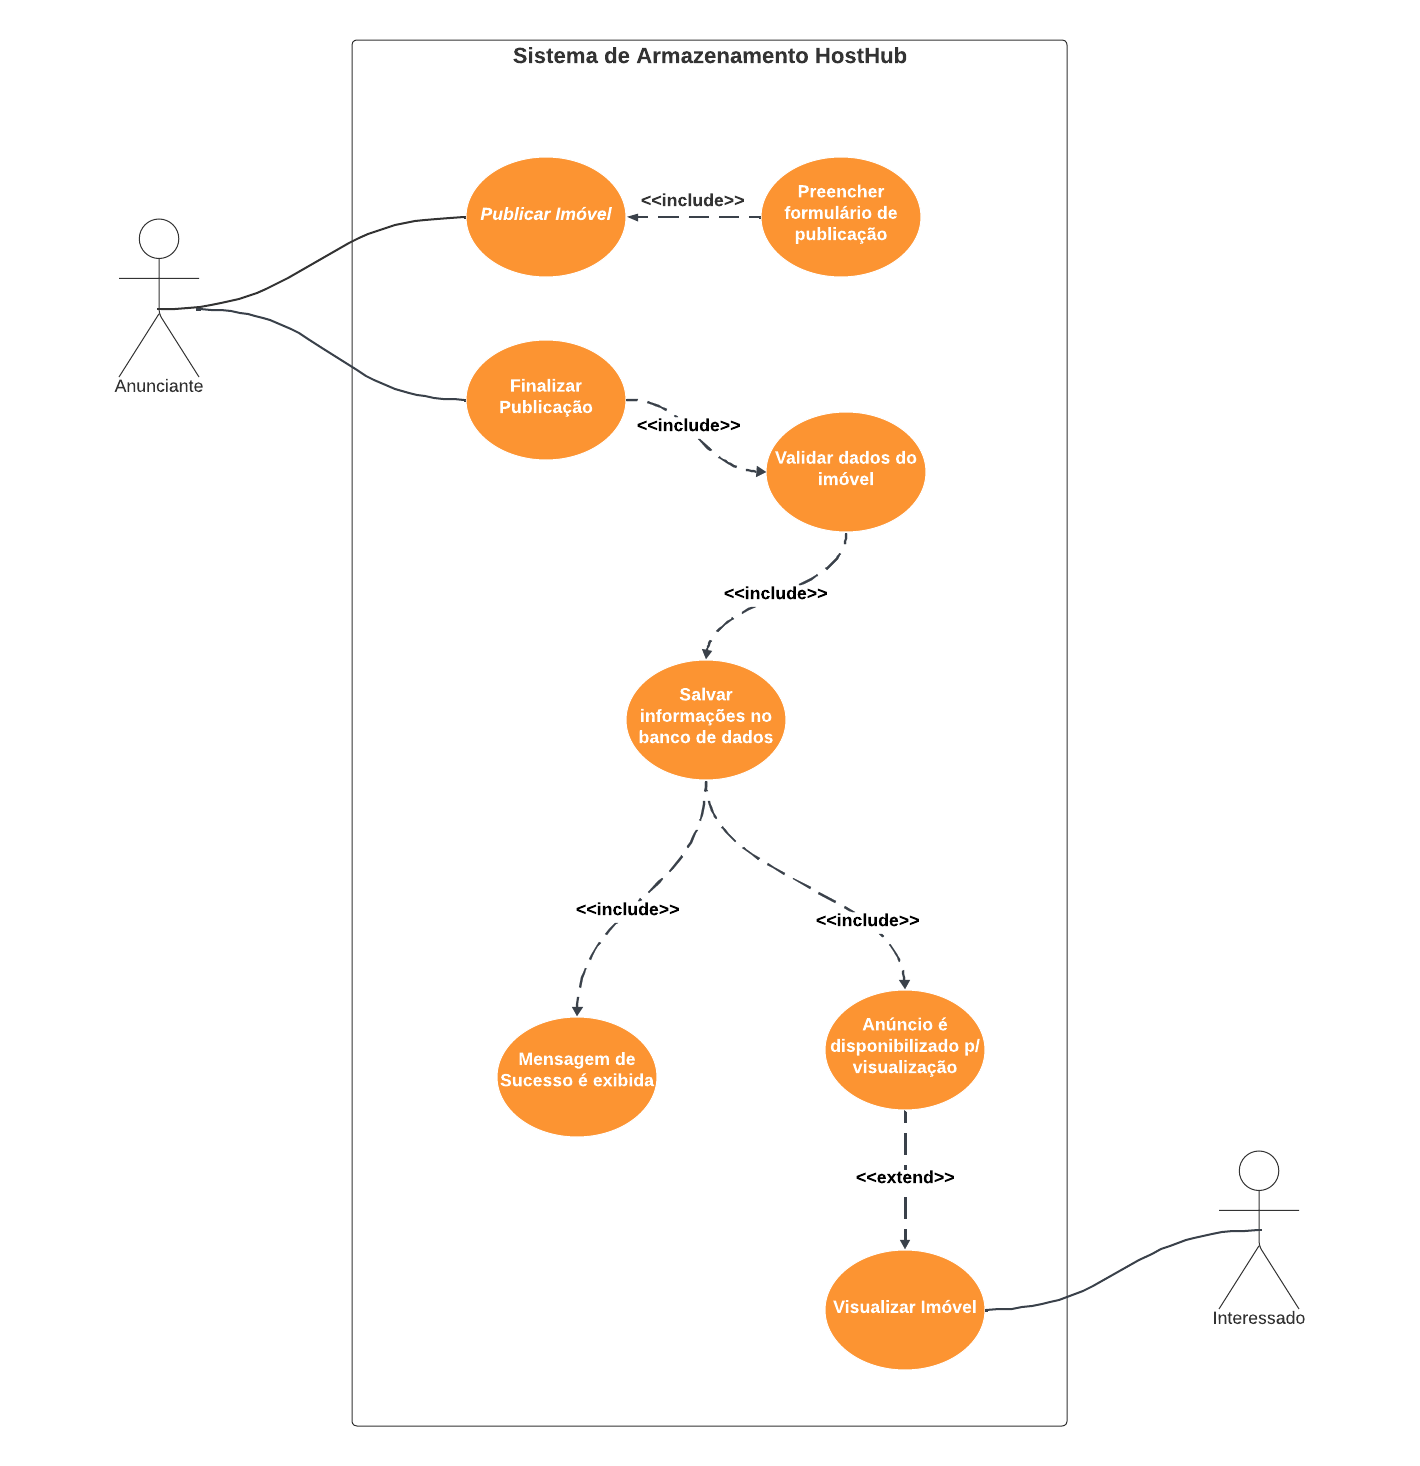 Sistema de Armazenamento HostHub
Publicar Imóvel
<<include>>
Preencher
formulário de
publicação
Anunciante
Finalizar
Publicação
<<include>>
Validar dados do
imóvel
<<include>>
Salvar
informações no
banco de dados
<<include>>
<<include>>
Mensagem de
Sucesso é exibida
Anúncio é
disponibilizado p/
visualização
<<extend>>
Visualizar Imóvel
Interessado